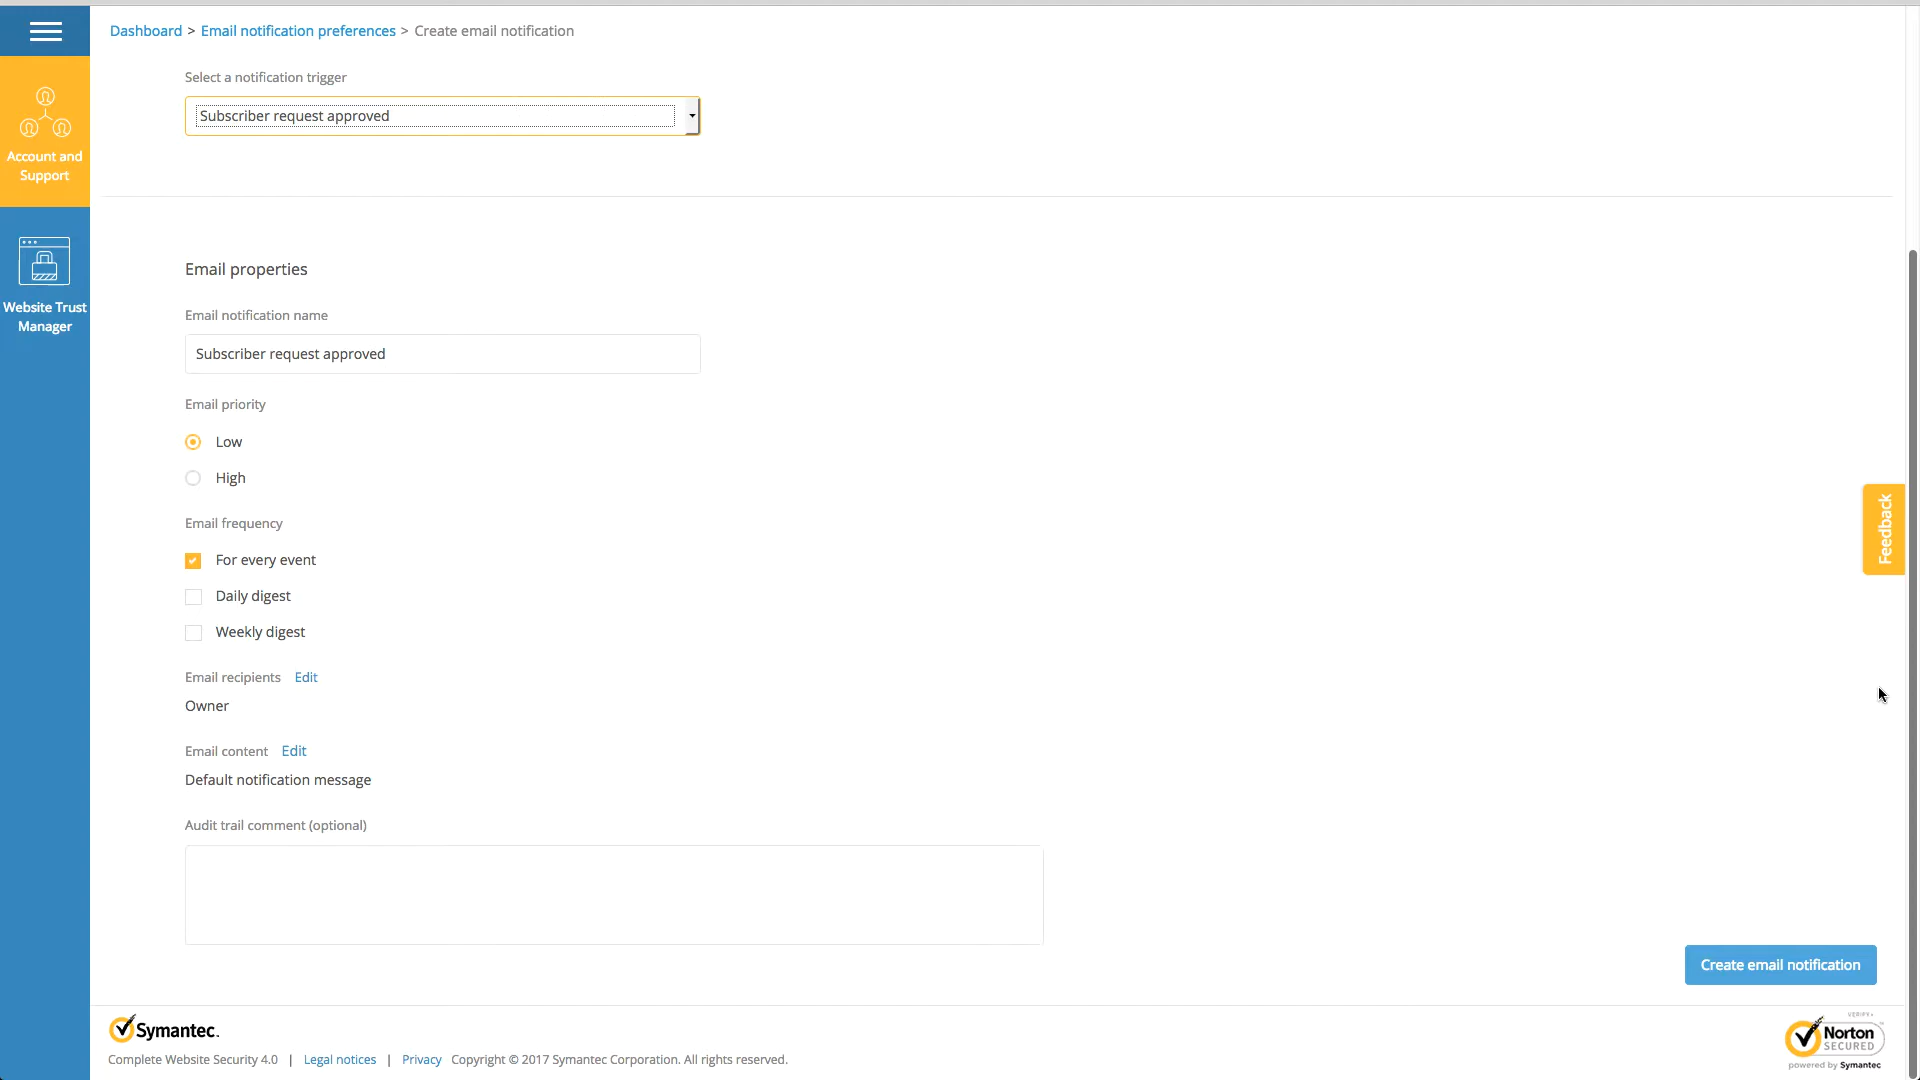 Dashboard > Email notification preferences > Create email notification
Select a notification trigger
Subscriber request approved
Account and
Support
Website Trust
Manager
Email properties
Email notification name
Subscriber request approved
Email priority
Low
High
Email frequency
For every event
Daily digest
Weekly digest
Feedback
Email recipients Edit
Owner
Email content Edit
Default notification message
Audit trail comment (optional)
Create email notification
Symantec.
Complete Website Security 4.0 | Legal notices | Privacy Copyright © 2017 Symantec Corporation. All rights reserved.
VERIFY
Norton
SECURED
powered by Symantec